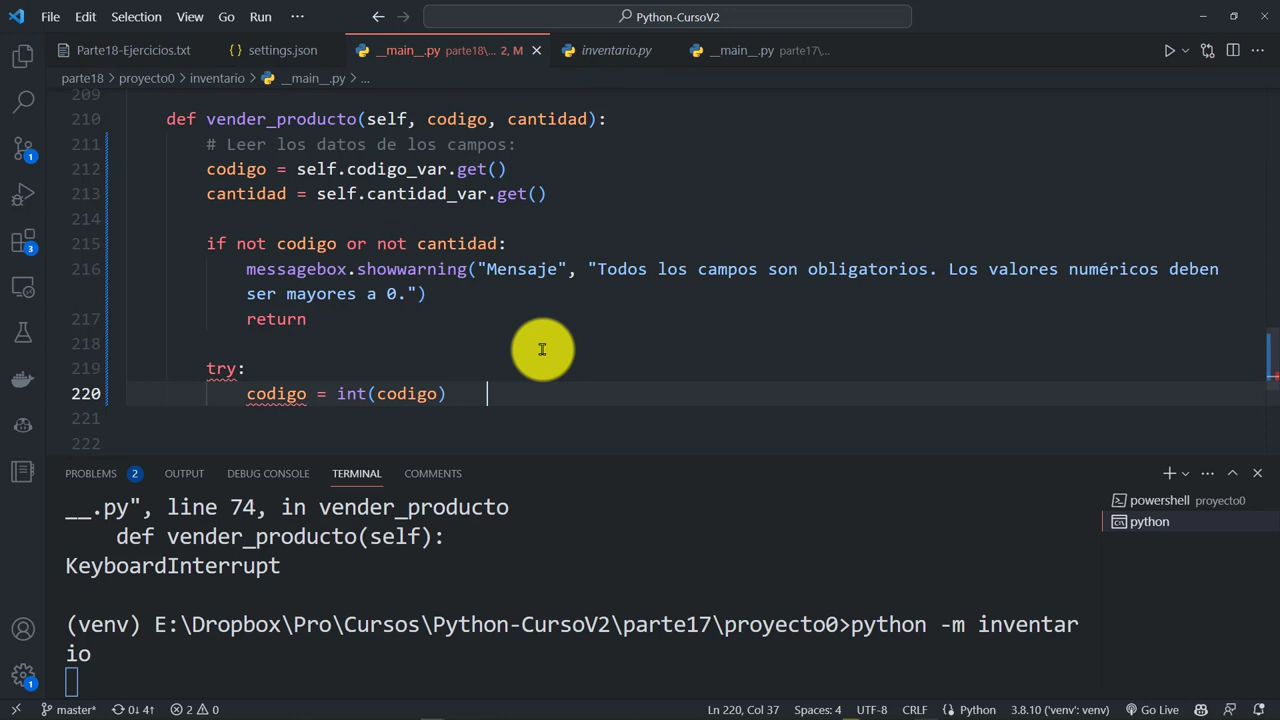 File Edit Selection View Go Run ··· Python-CursoV2
Parte18-Ejercicios.txt {} settings.json __main__.py parte18\... 2, M inventario.py __main__.py parte17\...
parte18 > proyecto0 > inventario > __main__.py > ...
209
210 def vender_producto(self, codigo, cantidad):
211 # Leer los datos de los campos:
212 codigo = self.codigo_var.get()
213 cantidad = self.cantidad_var.get()
214
215 if not codigo or not cantidad:
216 messagebox.showwarning("Mensaje", "Todos los campos son obligatorios. Los valores numéricos deben
ser mayores a 0.")
217 return
218
219 try:
220 codigo = int(codigo)
221
222
PROBLEMS 2 OUTPUT DEBUG CONSOLE TERMINAL COMMENTS
__.py", line 74, in vender_producto
def vender_producto(self):
KeyboardInterrupt
(venv) E:\Dropbox\Pro\Cursos\Python-CursoV2\parte17\proyecto0>python -m inventar
io
powershell proyecto0
python
1
3
1
master* 0↓ 4↑ 2 0 Ln 220, Col 37 Spaces: 4 UTF-8 CRLF Python 3.8.10 ('venv': venv) Go Live